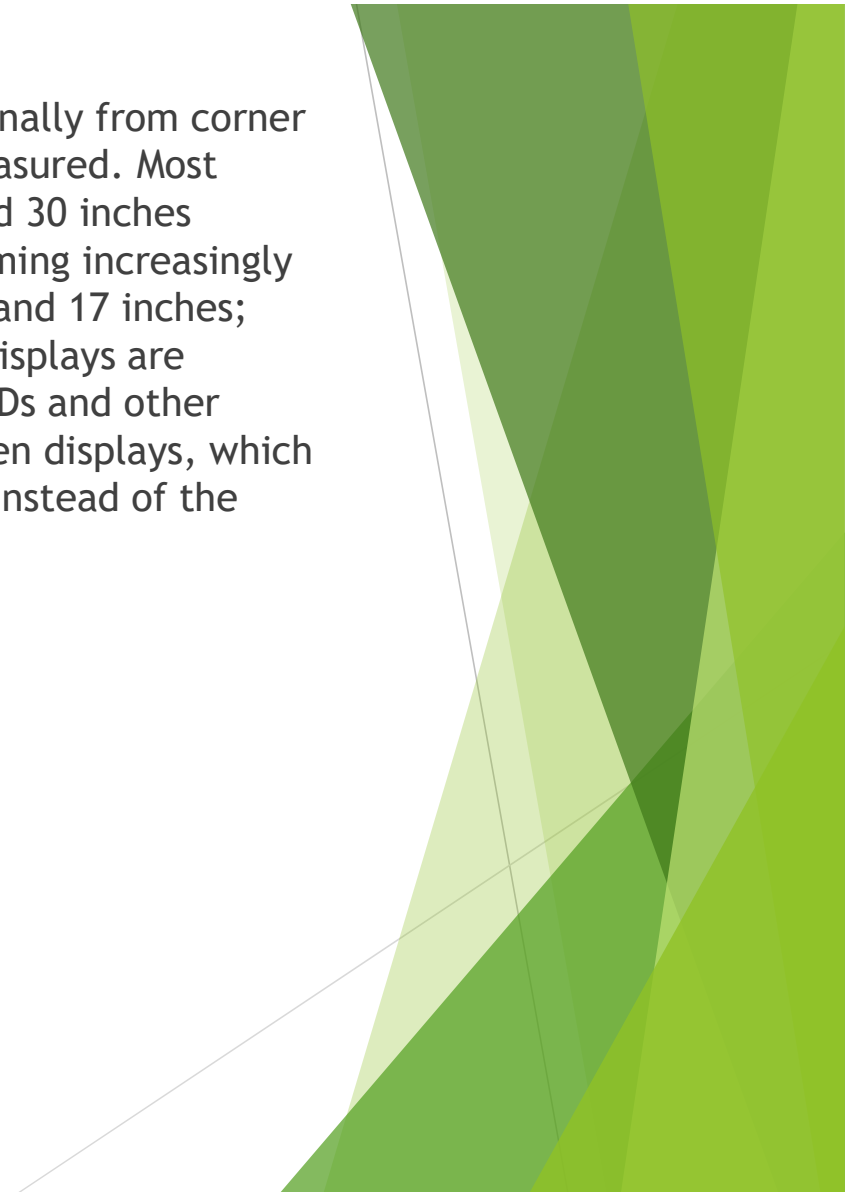 nally from corner
asured. Most
d 30 inches
ming increasingly
and 17 inches;
isplays are
Ds and other
en displays, which
nstead of the